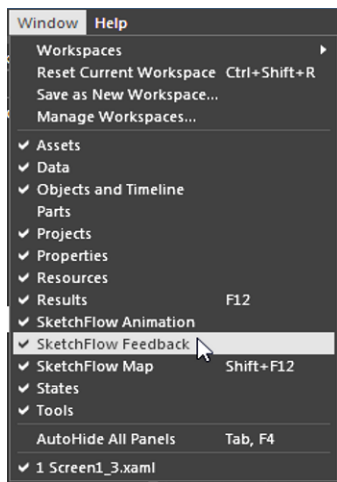 Window Help
Workspaces
Reset Current Workspace Ctrl+Shift+R
Save as New Workspace...
Manage Workspaces...
Assets
Data
Objects and Timeline
Parts
Projects
Properties
Resources
Results F12
SketchFlow Animation
SketchFlow Feedback
SketchFlow Map Shift+F12
States
Tools
AutoHide All Panels Tab, F4
1 Screen1_3.xaml